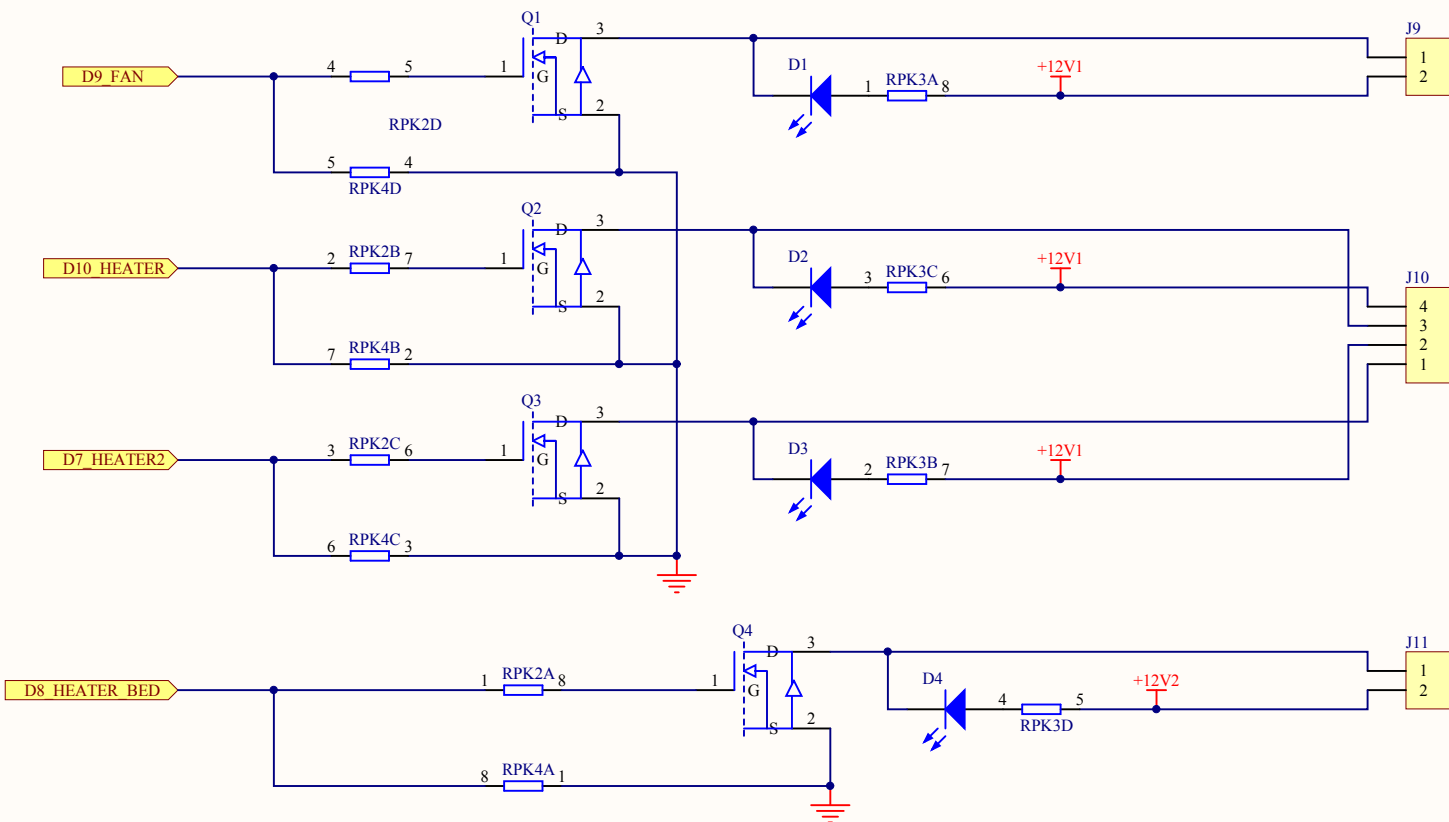 Q1
D9_FAN
4
5
1
D
G
S
3
2
RPK2D
5
4
RPK4D
D1
1
RPK3A
8
+12V1
J9
1
2
Q2
D10_HEATER
2
RPK2B
7
1
D
G
S
3
2
7
RPK4B
2
D2
3
RPK3C
6
+12V1
J10
4
3
2
1
Q3
D7_HEATER2
3
RPK2C
6
1
D
G
S
3
2
6
RPK4C
3
D3
2
RPK3B
7
+12V1
Q4
D8_HEATER_BED
1
RPK2A
8
1
D
G
S
3
2
8
RPK4A
1
D4
4
RPK3D
5
+12V2
J11
1
2